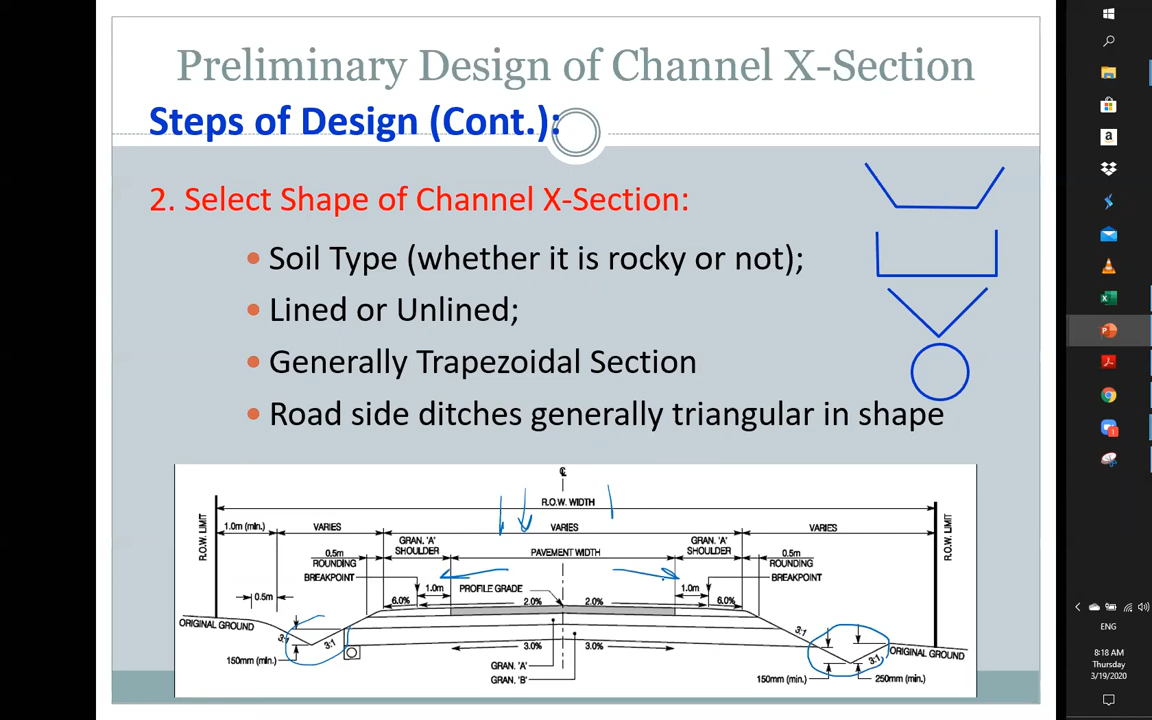 Preliminary Design of Channel X-Section
Steps of Design (Cont.):
2. Select Shape of Channel X-Section:
• Soil Type (whether it is rocky or not);
• Lined or Unlined;
• Generally Trapezoidal Section
• Road side ditches generally triangular in shape
℄
R.O.W. WIDTH
R.O.W. LIMIT
1.0m (min.)
VARIES
VARIES
VARIES
R.O.W. LIMIT
GRAN. 'A'
SHOULDER
PAVEMENT WIDTH
GRAN. 'A'
SHOULDER
0.5m
ROUNDING
0.5m
ROUNDING
BREAKPOINT
BREAKPOINT
1.0m
PROFILE GRADE
1.0m
0.5m
6.0%
2.0%
2.0%
6.0%
ORIGINAL GROUND
3:1
3:1
3:1
3:1
ORIGINAL GROUND
150mm (min.)
3.0%
3.0%
GRAN. 'A'
GRAN. 'B'
150mm (min.)
250mm (min.)
ENG
8:18 AM
Thursday
3/19/2020